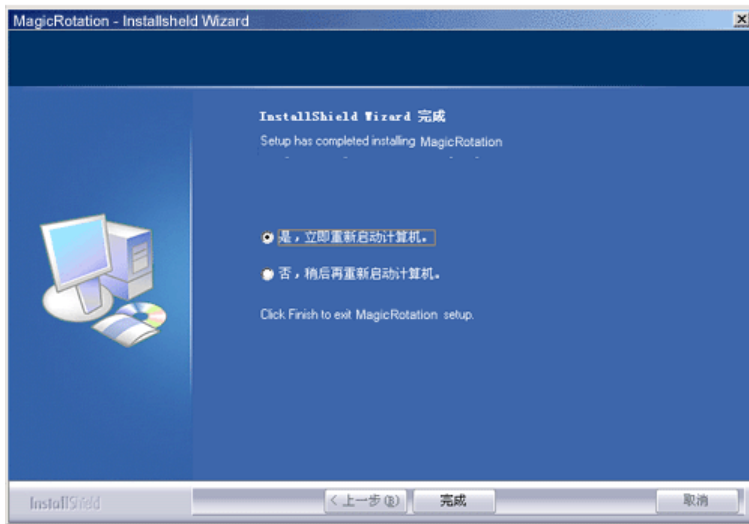 MagicRotation - Installsheld Wizard
InstallShield Wizard 完成
Setup has completed installing MagicRotation
是，立即重新启动计算机。
否，稍后再重新启动计算机。
Click Finish to exit MagicRotation setup.
InstallShield
< 上一步(B)
完成
取消